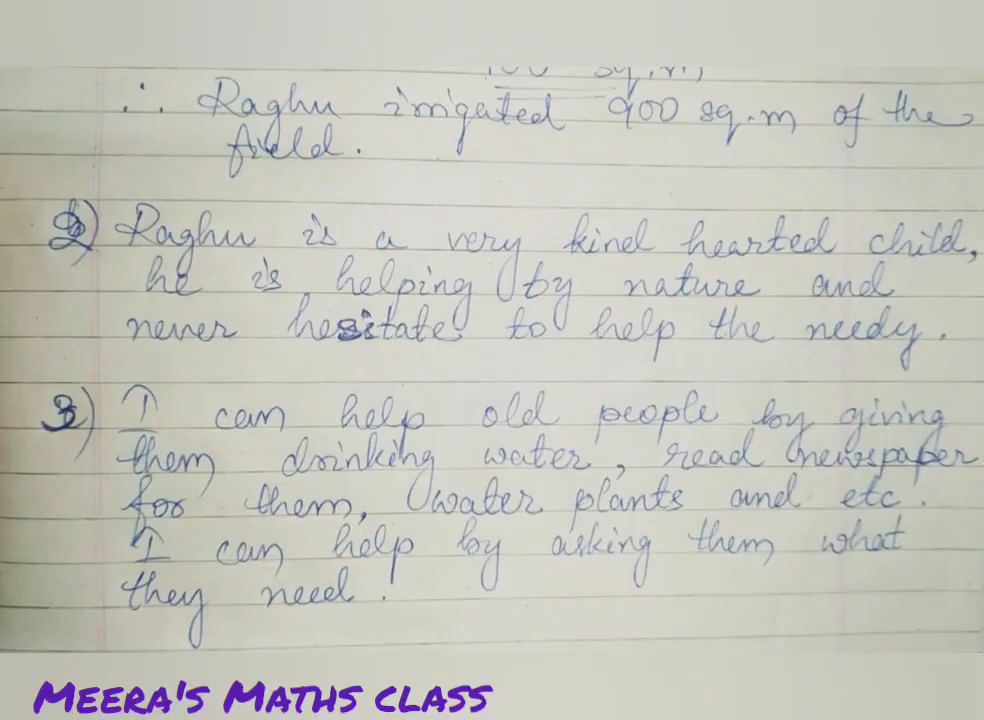 ∴ Raghu irrigated 900 sq.m of the
field.
2) Raghu is a very kind hearted child,
he is helping by nature and
never hesitate to help the needy.
3) I can help old people by giving
them drinking water, read newspaper
for them, water plants and etc.
I can help by asking them what
they need.
MEERA'S MATHS CLASS